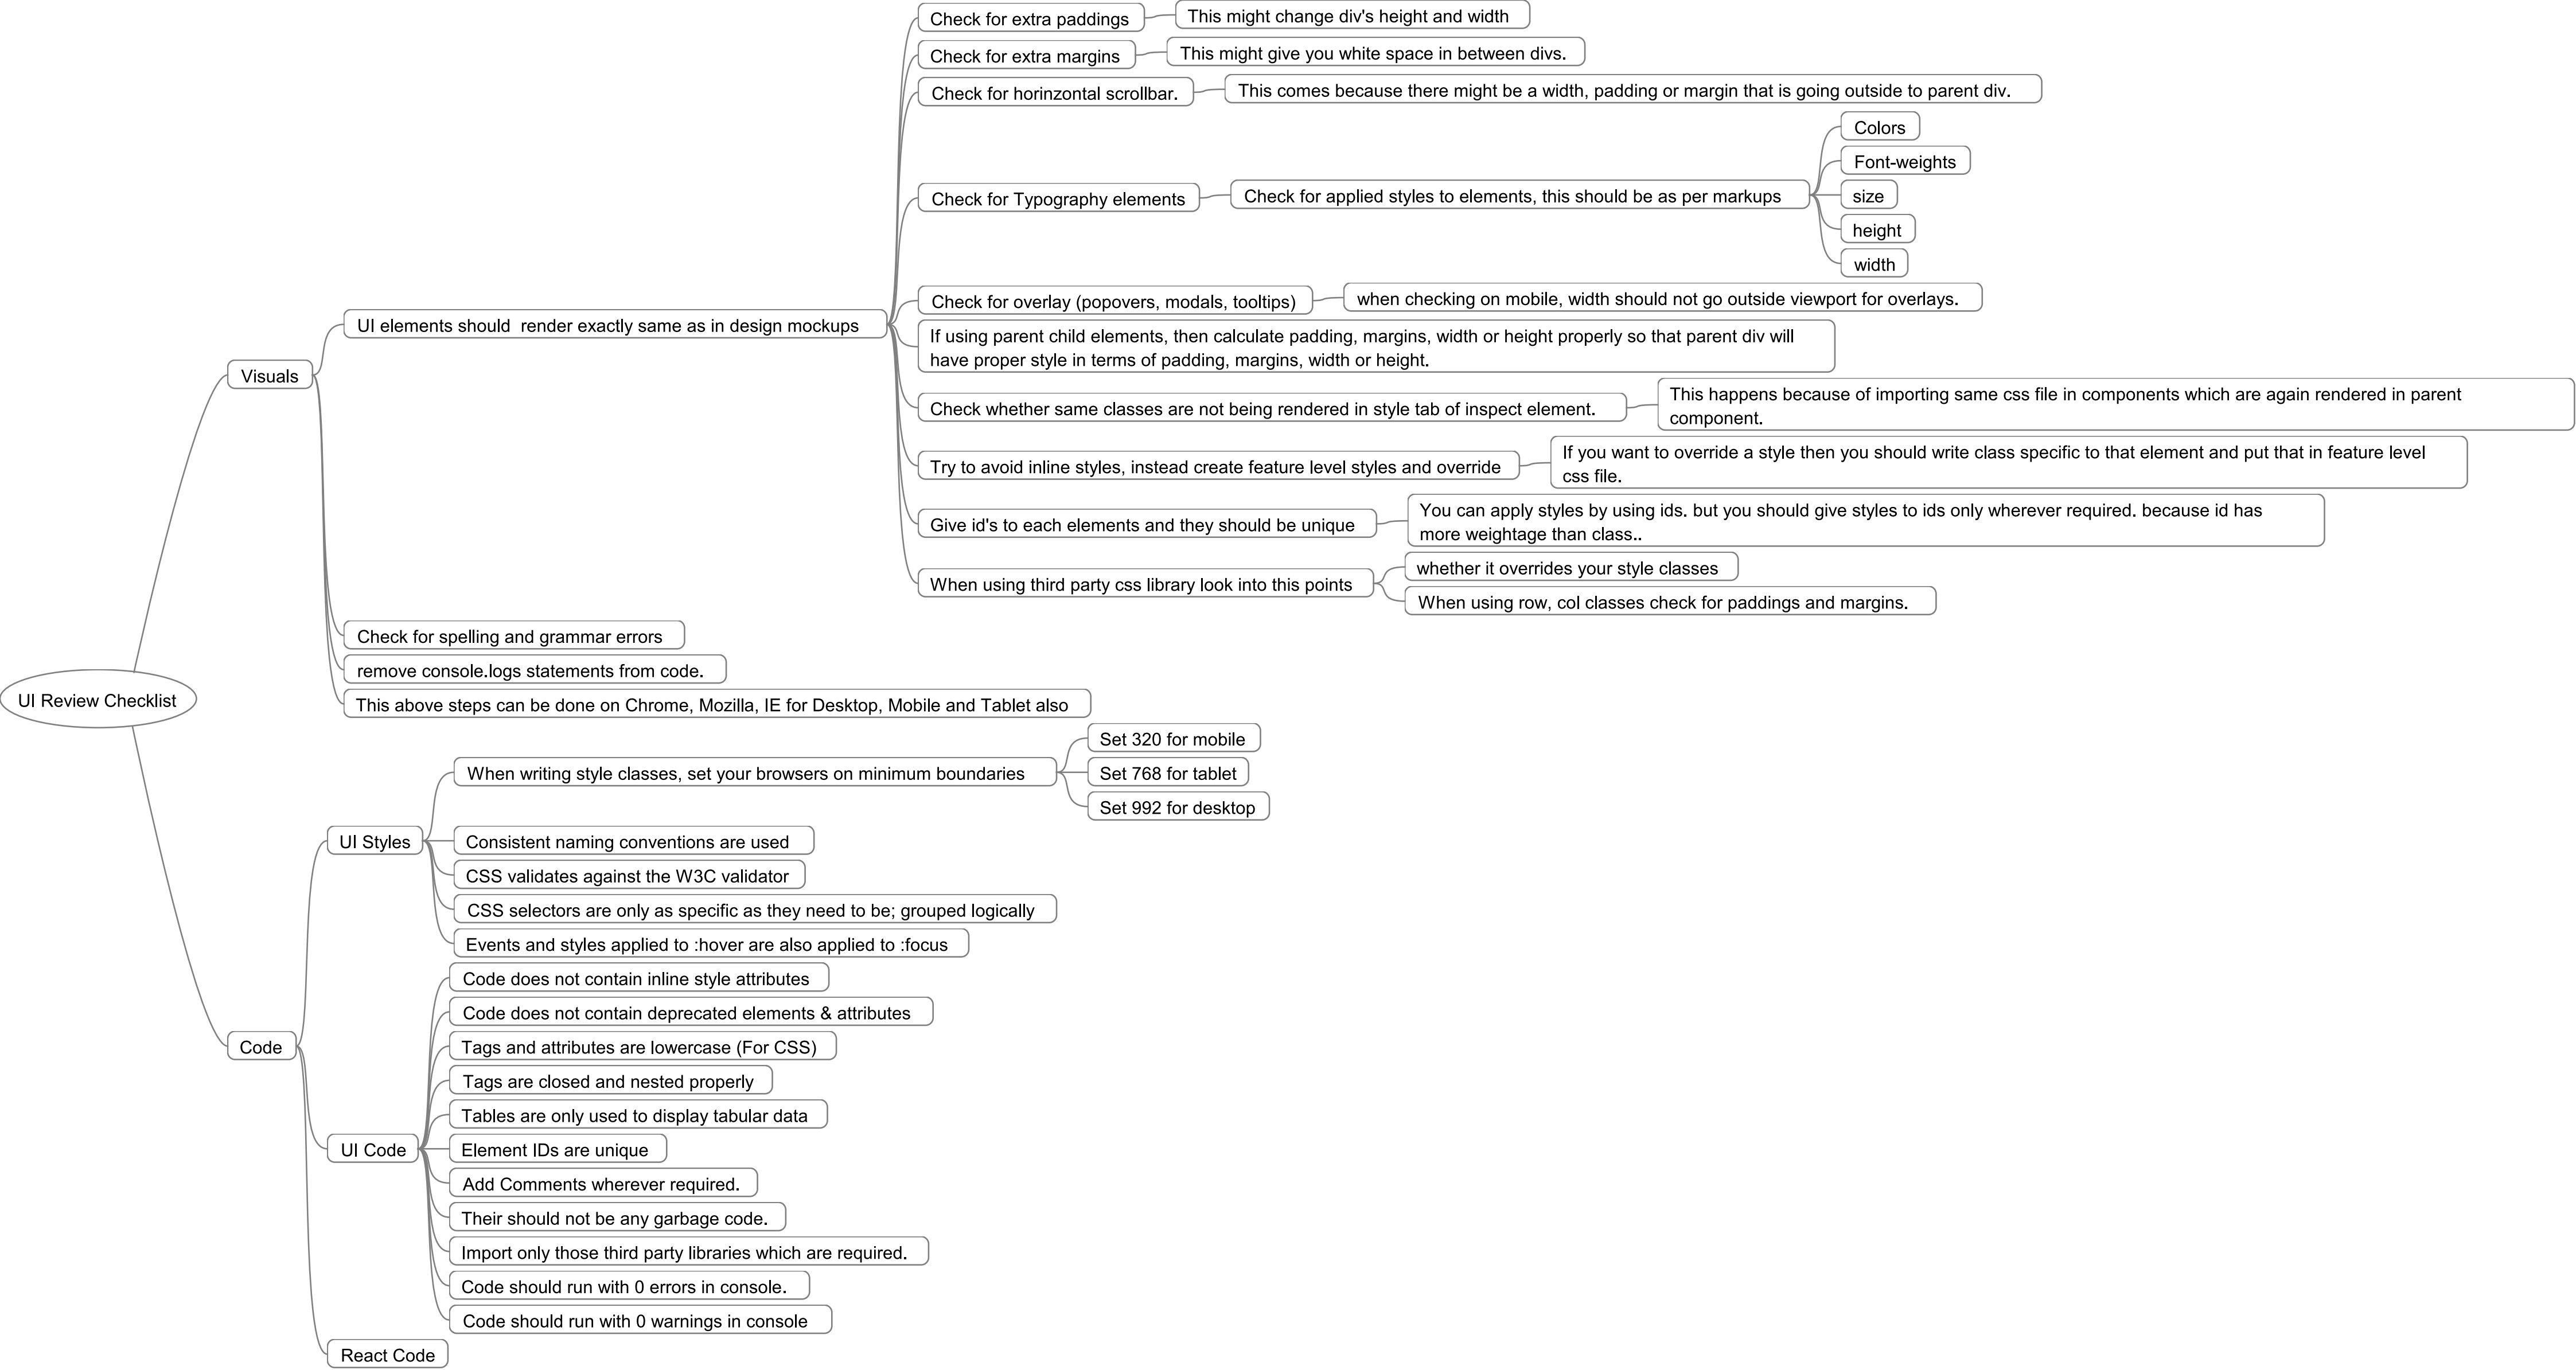 Check for extra paddings
This might change div's height and width
Check for extra margins
This might give you white space in between divs.
Check for horinzontal scrollbar.
This comes because there might be a width, padding or margin that is going outside to parent div.
Colors
Font-weights
Check for Typography elements
Check for applied styles to elements, this should be as per markups
size
height
width
Check for overlay (popovers, modals, tooltips)
when checking on mobile, width should not go outside viewport for overlays.
UI elements should  render exactly same as in design mockups
If using parent child elements, then calculate padding, margins, width or height properly so that parent div will
have proper style in terms of padding, margins, width or height.
Visuals
Check whether same classes are not being rendered in style tab of inspect element.
This happens because of importing same css file in components which are again rendered in parent
component.
Try to avoid inline styles, instead create feature level styles and override
If you want to override a style then you should write class specific to that element and put that in feature level
css file.
Give id's to each elements and they should be unique
You can apply styles by using ids. but you should give styles to ids only wherever required. because id has
more weightage than class..
When using third party css library look into this points
whether it overrides your style classes
When using row, col classes check for paddings and margins.
Check for spelling and grammar errors
remove console.logs statements from code.
UI Review Checklist
This above steps can be done on Chrome, Mozilla, IE for Desktop, Mobile and Tablet also
When writing style classes, set your browsers on minimum boundaries
Set 320 for mobile
Set 768 for tablet
Set 992 for desktop
UI Styles
Consistent naming conventions are used
CSS validates against the W3C validator
CSS selectors are only as specific as they need to be; grouped logically
Events and styles applied to :hover are also applied to :focus
Code
Code does not contain inline style attributes
Code does not contain deprecated elements & attributes
Tags and attributes are lowercase (For CSS)
Tags are closed and nested properly
Tables are only used to display tabular data
UI Code
Element IDs are unique
Add Comments wherever required.
Their should not be any garbage code.
Import only those third party libraries which are required.
Code should run with 0 errors in console.
Code should run with 0 warnings in console
React Code